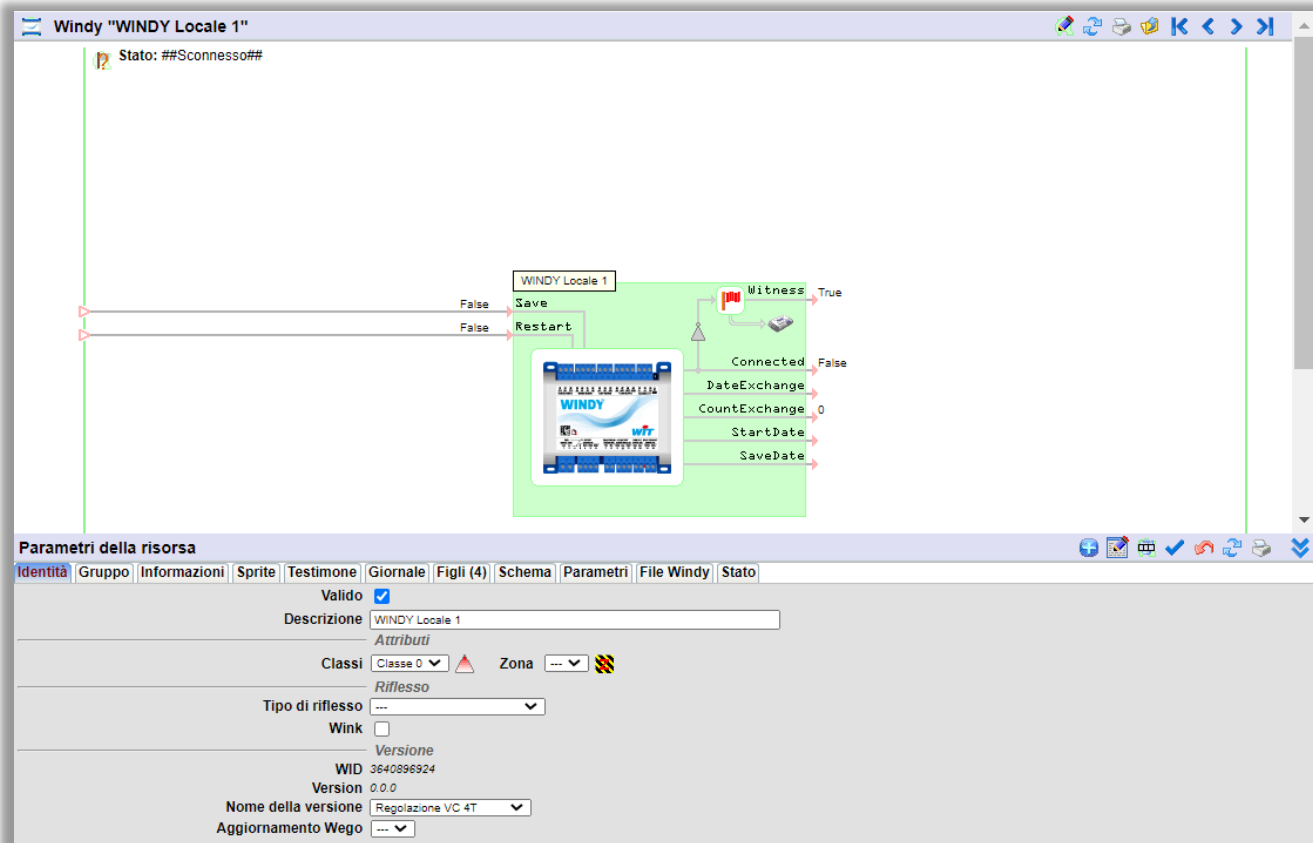 Windy "WINDY Locale 1"
Stato: ##Sconnesso##
WINDY Locale 1
False Save
False Restart
Witness True
Connected False
DateExchange
CountExchange 0
StartDate
SaveDate
WINDY
WIT
Parametri della risorsa
Identità Gruppo Informazioni Sprite Testimone Giornale Figli (4) Schema Parametri File Windy Stato
Valido
Descrizione WINDY Locale 1
Attributi
Classi Classe 0 Zona ---
Riflesso
Tipo di riflesso ---
Wink
Versione
WID 3640896924
Version 0.0.0
Nome della versione Regolazione VC 4T
Aggiornamento Wego ---